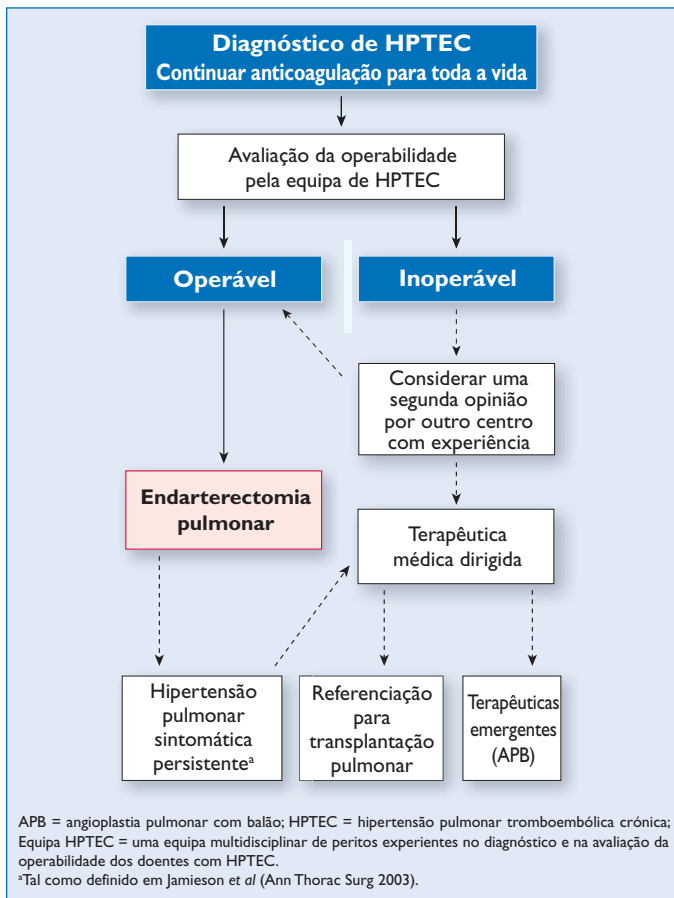 Diagnóstico de HPTEC
Continuar anticoagulação para toda a vida
Avaliação da operabilidade
pela equipa de HPTEC
Operável
Inoperável
Considerar uma
segunda opinião
por outro centro
com experiência
Endarterectomia
pulmonar
Terapêutica
médica dirigida
Hipertensão
pulmonar
sintomática
persistenteª
Referenciação
para
transplantação
pulmonar
Terapêuticas
emergentes
(APB)
APB = angioplastia pulmonar com balão; HPTEC = hipertensão pulmonar tromboembólica crónica;
Equipa HPTEC = uma equipa multidisciplinar de peritos experientes no diagnóstico e na avaliação da
operabilidade dos doentes com HPTEC.
ªTal como definido em Jamieson et al (Ann Thorac Surg 2003).